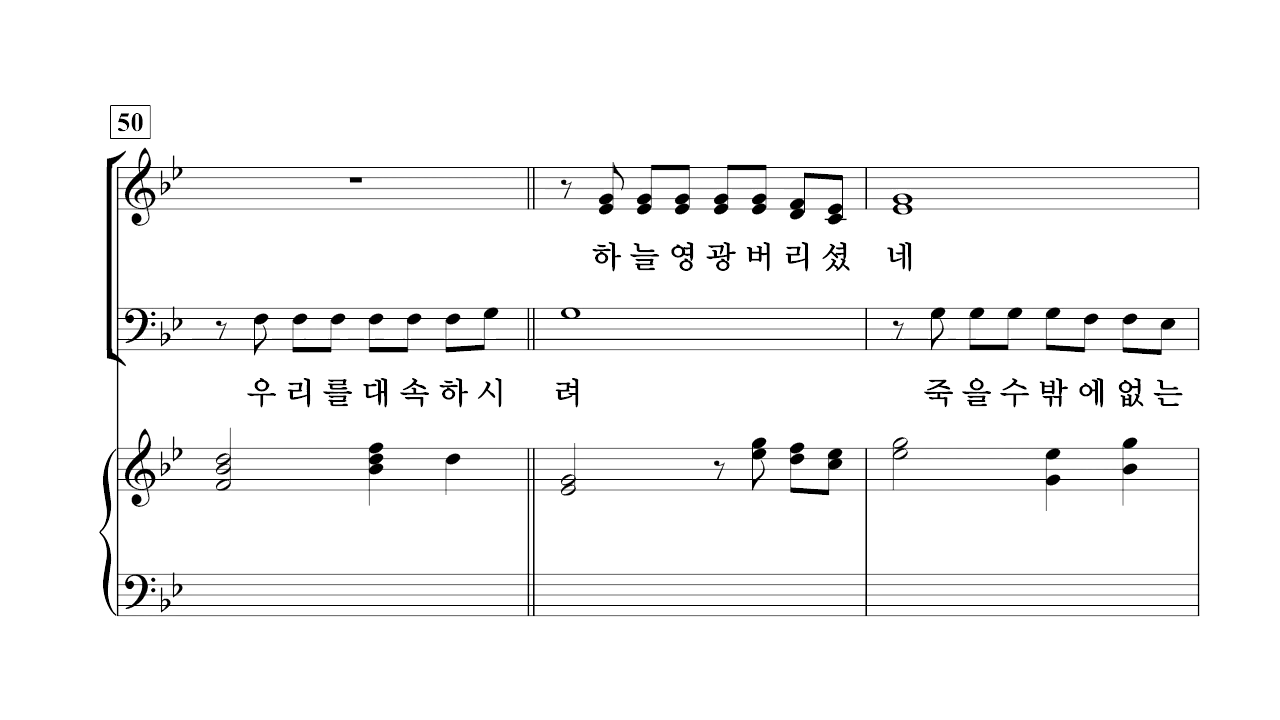 50
하 늘 영 광 버 리 셨 네
우 리 를 대 속 하 시 려 죽 을 수 밖 에 없 는